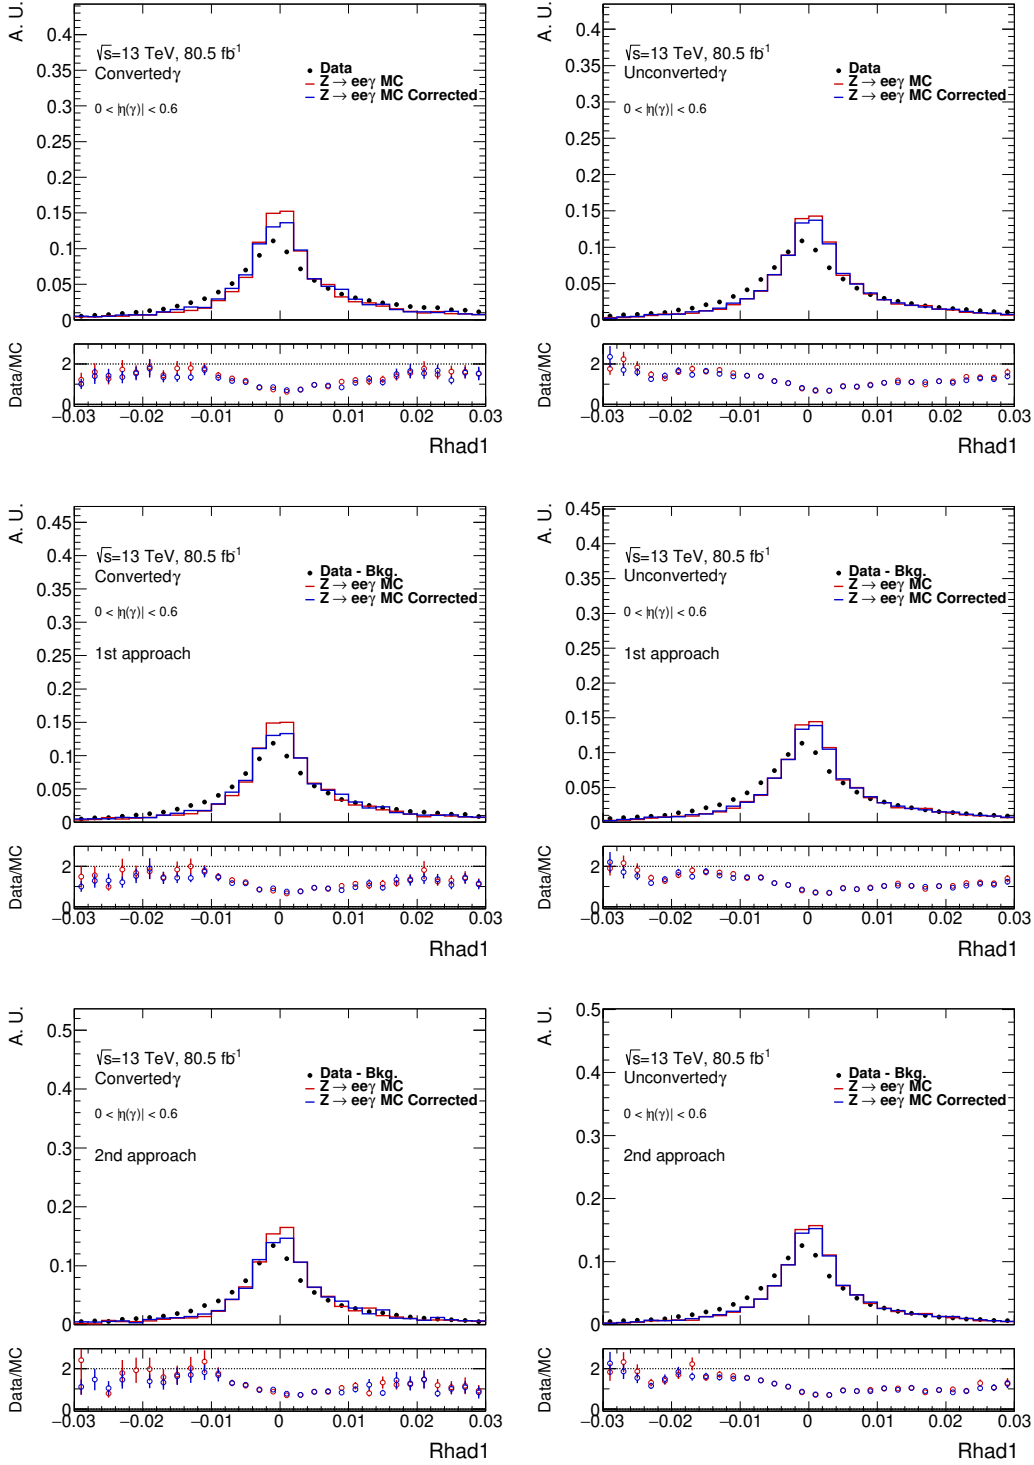 A. U.
0.4
0.35
0.3
0.25
0.2
0.15
0.1
0.05
0
√s=13 TeV, 80.5 fb-1
Convertedγ
0 < |η(γ)| < 0.6
Data
Z → eeγ MC
Z → eeγ MC Corrected
Data/MC
2
0
−0.03 −0.02 −0.01 0 0.01 0.02 0.03
Rhad1
A. U.
0.4
0.35
0.3
0.25
0.2
0.15
0.1
0.05
0
√s=13 TeV, 80.5 fb-1
Unconvertedγ
0 < |η(γ)| < 0.6
Data
Z → eeγ MC
Z → eeγ MC Corrected
Data/MC
2
0
−0.03 −0.02 −0.01 0 0.01 0.02 0.03
Rhad1
A. U.
0.45
0.4
0.35
0.3
0.25
0.2
0.15
0.1
0.05
0
√s=13 TeV, 80.5 fb-1
Convertedγ
0 < |η(γ)| < 0.6
1st approach
Data - Bkg.
Z → eeγ MC
Z → eeγ MC Corrected
Data/MC
2
0
−0.03 −0.02 −0.01 0 0.01 0.02 0.03
Rhad1
A. U.
0.45
0.4
0.35
0.3
0.25
0.2
0.15
0.1
0.05
0
√s=13 TeV, 80.5 fb-1
Unconvertedγ
0 < |η(γ)| < 0.6
1st approach
Data - Bkg.
Z → eeγ MC
Z → eeγ MC Corrected
Data/MC
2
0
−0.03 −0.02 −0.01 0 0.01 0.02 0.03
Rhad1
A. U.
0.5
0.4
0.3
0.2
0.1
0
√s=13 TeV, 80.5 fb-1
Convertedγ
0 < |η(γ)| < 0.6
2nd approach
Data - Bkg.
Z → eeγ MC
Z → eeγ MC Corrected
Data/MC
2
0
−0.03 −0.02 −0.01 0 0.01 0.02 0.03
Rhad1
A. U.
0.5
0.4
0.3
0.2
0.1
0
√s=13 TeV, 80.5 fb-1
Unconvertedγ
0 < |η(γ)| < 0.6
2nd approach
Data - Bkg.
Z → eeγ MC
Z → eeγ MC Corrected
Data/MC
2
0
−0.03 −0.02 −0.01 0 0.01 0.02 0.03
Rhad1